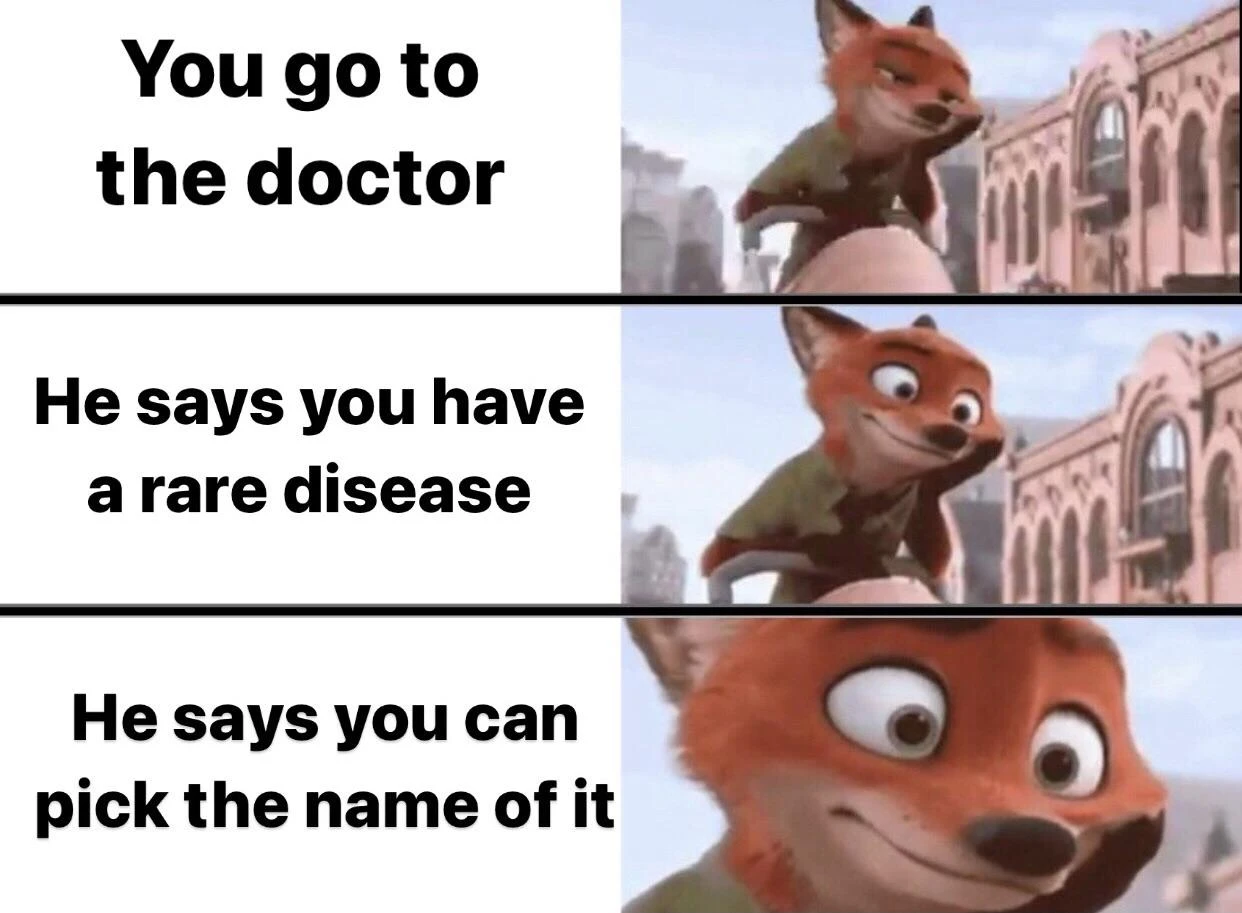 You go to
the doctor
He says you have
a rare disease
He says you can
pick the name of it